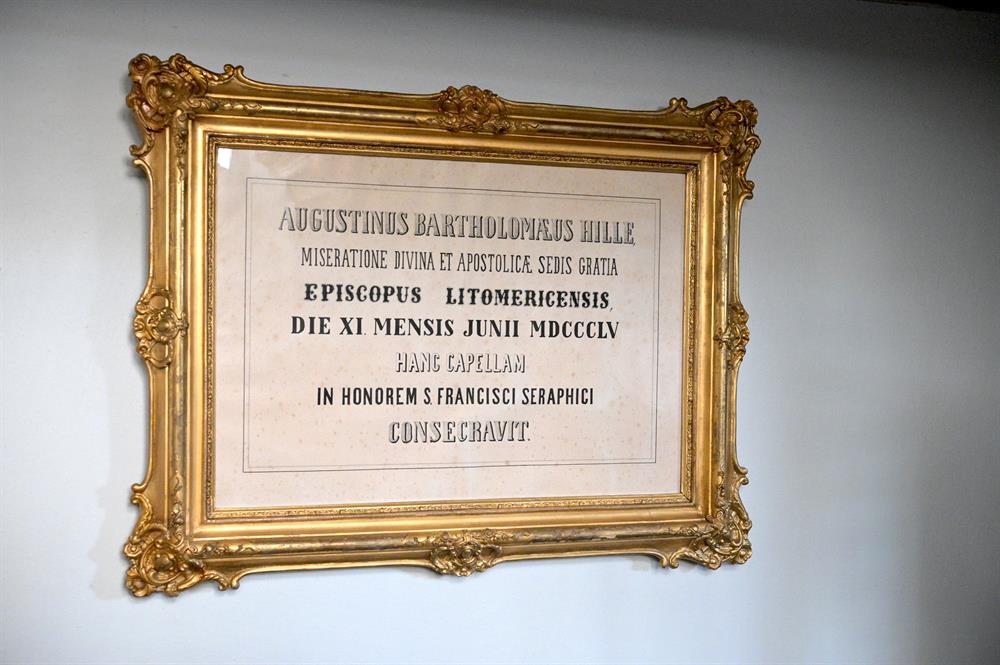 AUGUSTINUS BARTHOLOMÆUS HILLE,
MISERATIONE DIVINA ET APOSTOLICÆ SEDIS GRATIA
EPISCOPUS LITOMERICENSIS,
DIE XI. MENSIS JUNII MDCCCLV
HANC CAPELLAM
IN HONOREM S. FRANCISCI SERAPHICI
CONSECRAVIT.